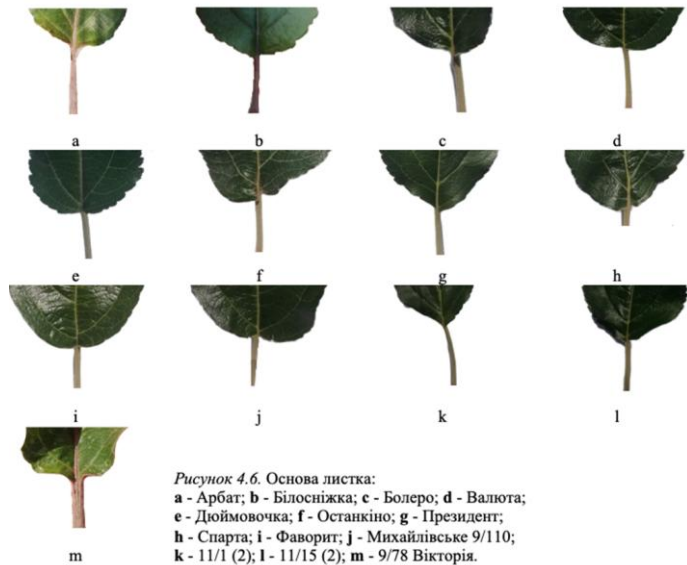 a b c d
e f g h
i j k l
m
Рисунок 4.6. Основа листка:
a - Арбат; b - Білосніжка; c - Болеро; d - Валюта;
e - Дюймовочка; f - Останкіно; g - Президент;
h - Спарта; i - Фаворит; j - Михайлівське 9/110;
k - 11/1 (2); l - 11/15 (2); m - 9/78 Вікторія.